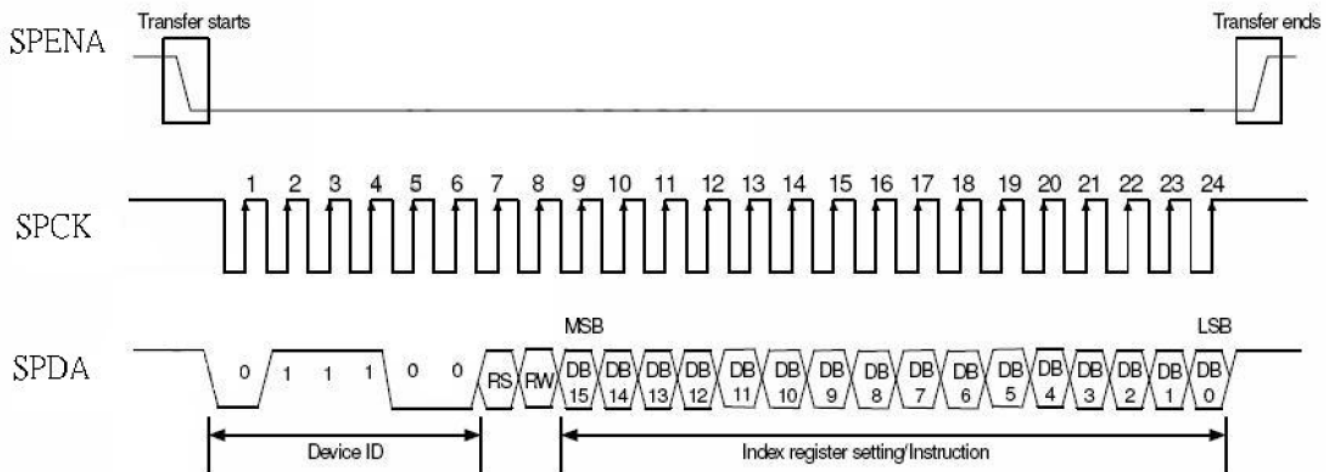 Transfer starts
Transfer ends
SPENA
1 2 3 4 5 6 7 8 9 10 11 12 13 14 15 16 17 18 19 20 21 22 23 24
SPCK
MSB
LSB
SPDA
0 1 1 1 0 0 RS RW DB 15 DB 14 DB 13 DB 12 DB 11 DB 10 DB 9 DB 8 DB 7 DB 6 DB 5 DB 4 DB 3 DB 2 DB 1 DB 0
Device ID
Index register setting/Instruction